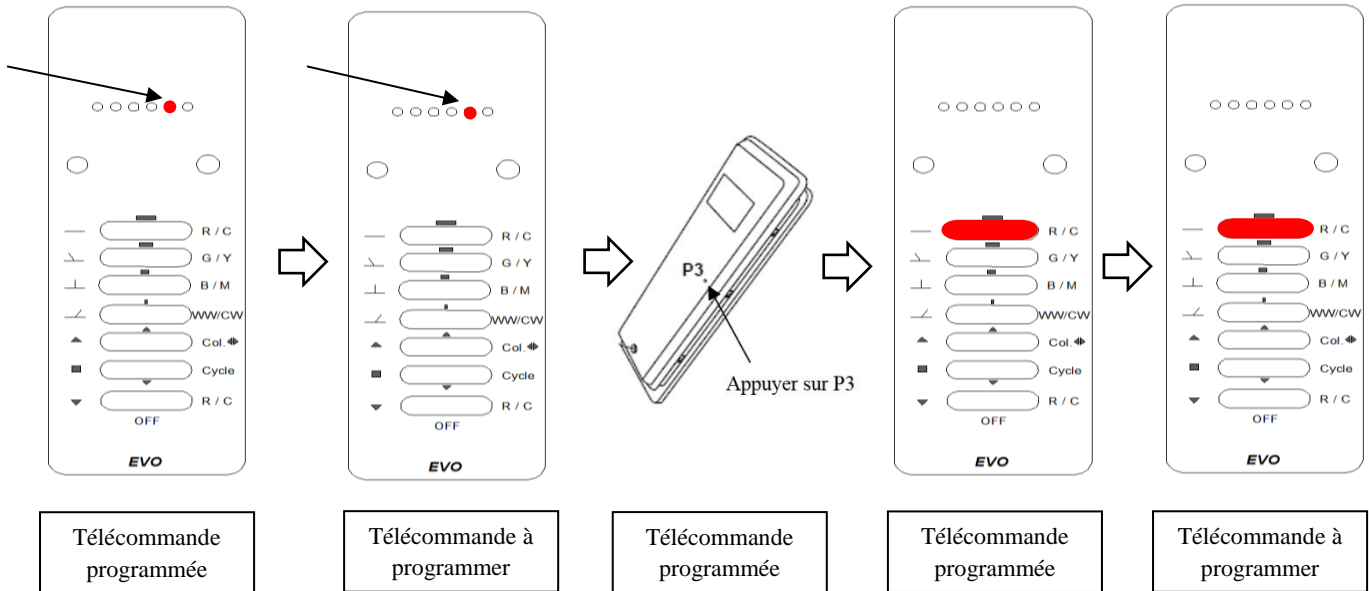 R / C
G / Y
B / M
WW/CW
Col.
Cycle
R / C
OFF
EVO
Télécommande
programmée
R / C
G / Y
B / M
WW/CW
Col.
Cycle
R / C
OFF
EVO
Télécommande à
programmer
P3
Appuyer sur P3
Télécommande
programmée
R / C
G / Y
B / M
WW/CW
Col.
Cycle
R / C
OFF
EVO
Télécommande
programmée
R / C
G / Y
B / M
WW/CW
Col.
Cycle
R / C
OFF
EVO
Télécommande à
programmer